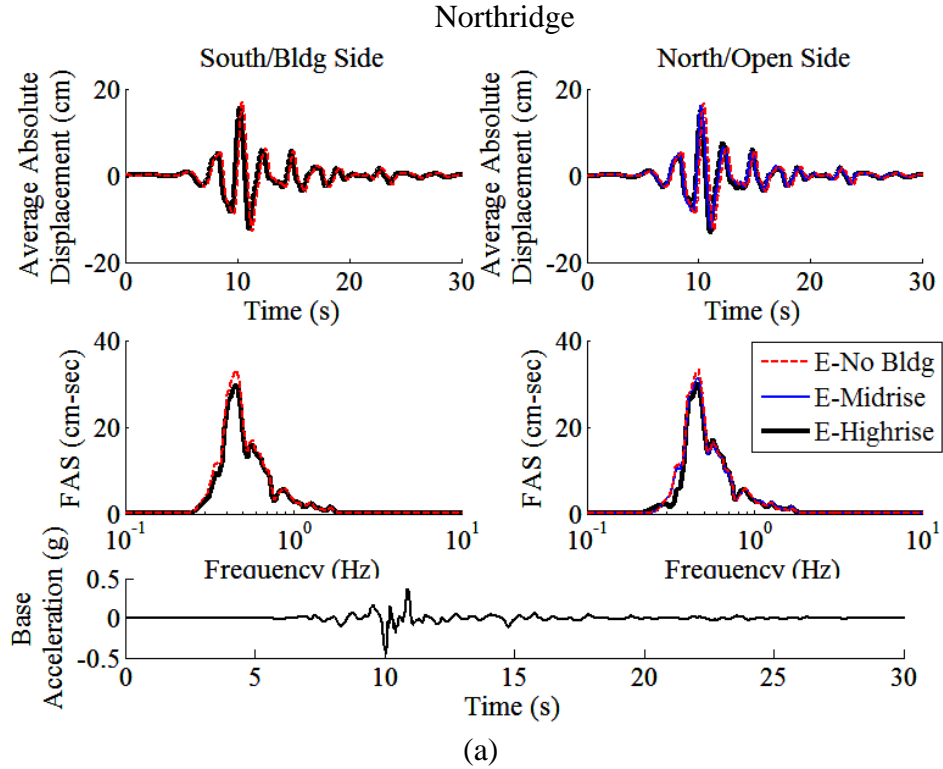 Northridge
South/Bldg Side
North/Open Side
Average Absolute
Displacement (cm)
20
0
-20
0
10
20
30
Time (s)
Average Absolute
Displacement (cm)
20
0
-20
0
10
20
30
Time (s)
FAS (cm-sec)
40
20
0
10^-1
10^0
10^1
Frequency (Hz)
FAS (cm-sec)
40
20
0
10^-1
10^0
10^1
Frequency (Hz)
E-No Bldg
E-Midrise
E-Highrise
Base
Acceleration (g)
0.5
0
-0.5
0
5
10
15
20
25
30
Time (s)
(a)